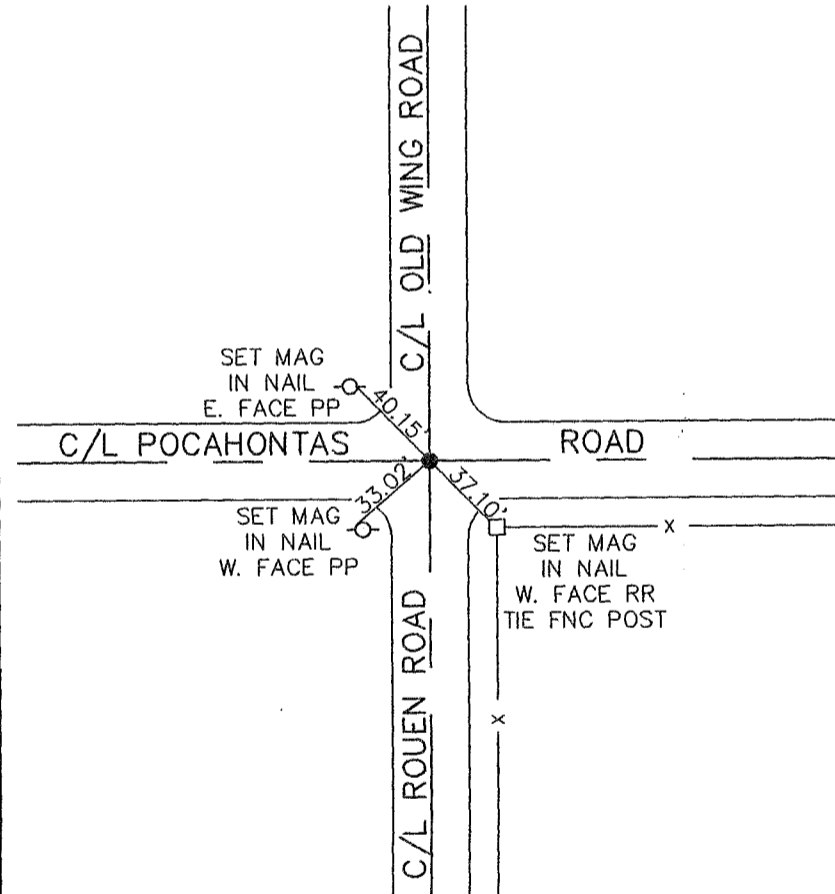 C/L OLD WING ROAD
SET MAG
IN NAIL
E. FACE PP
40.15'
C/L POCAHONTAS ROAD
33.02'
37.10'
SET MAG
IN NAIL
W. FACE PP
SET MAG
IN NAIL
W. FACE RR
TIE FNC POST
X
X
C/L ROUEN ROAD